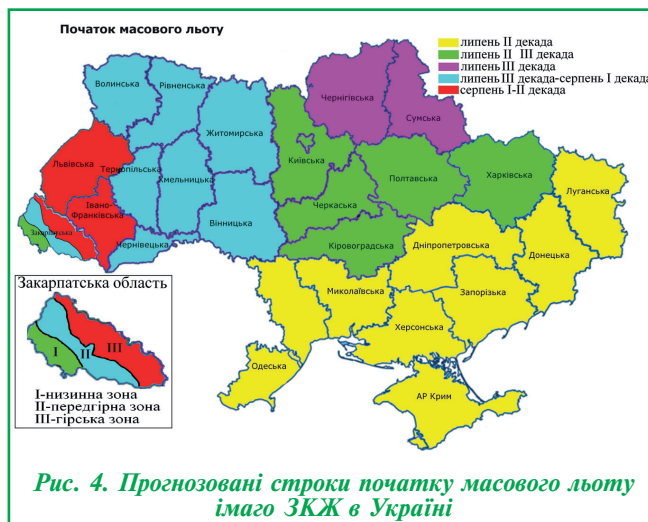 Початок масового льоту
липень II декада
липень II III декада
липень III декада
липень III декада-серпень I декада
серпень I-II декада
Волинська
Рівненська
Житомирська
Чернігівська
Сумська
Київська
Львівська
Тернопільська
Хмельницька
Полтавська
Харківська
Луганська
Івано-
Франківська
Черкаська
Вінницька
Закарпатська
Чернівецька
Кіровоградська
Дніпропетровська
Донецька
Миколаївська
Запорізька
Херсонська
Одеська
АР Крим
Закарпатська область
I
II
III
I-низинна зона
II-передгірна зона
III-гірська зона
Рис. 4. Прогнозовані строки початку масового льоту
імаго ЗКЖ в Україні